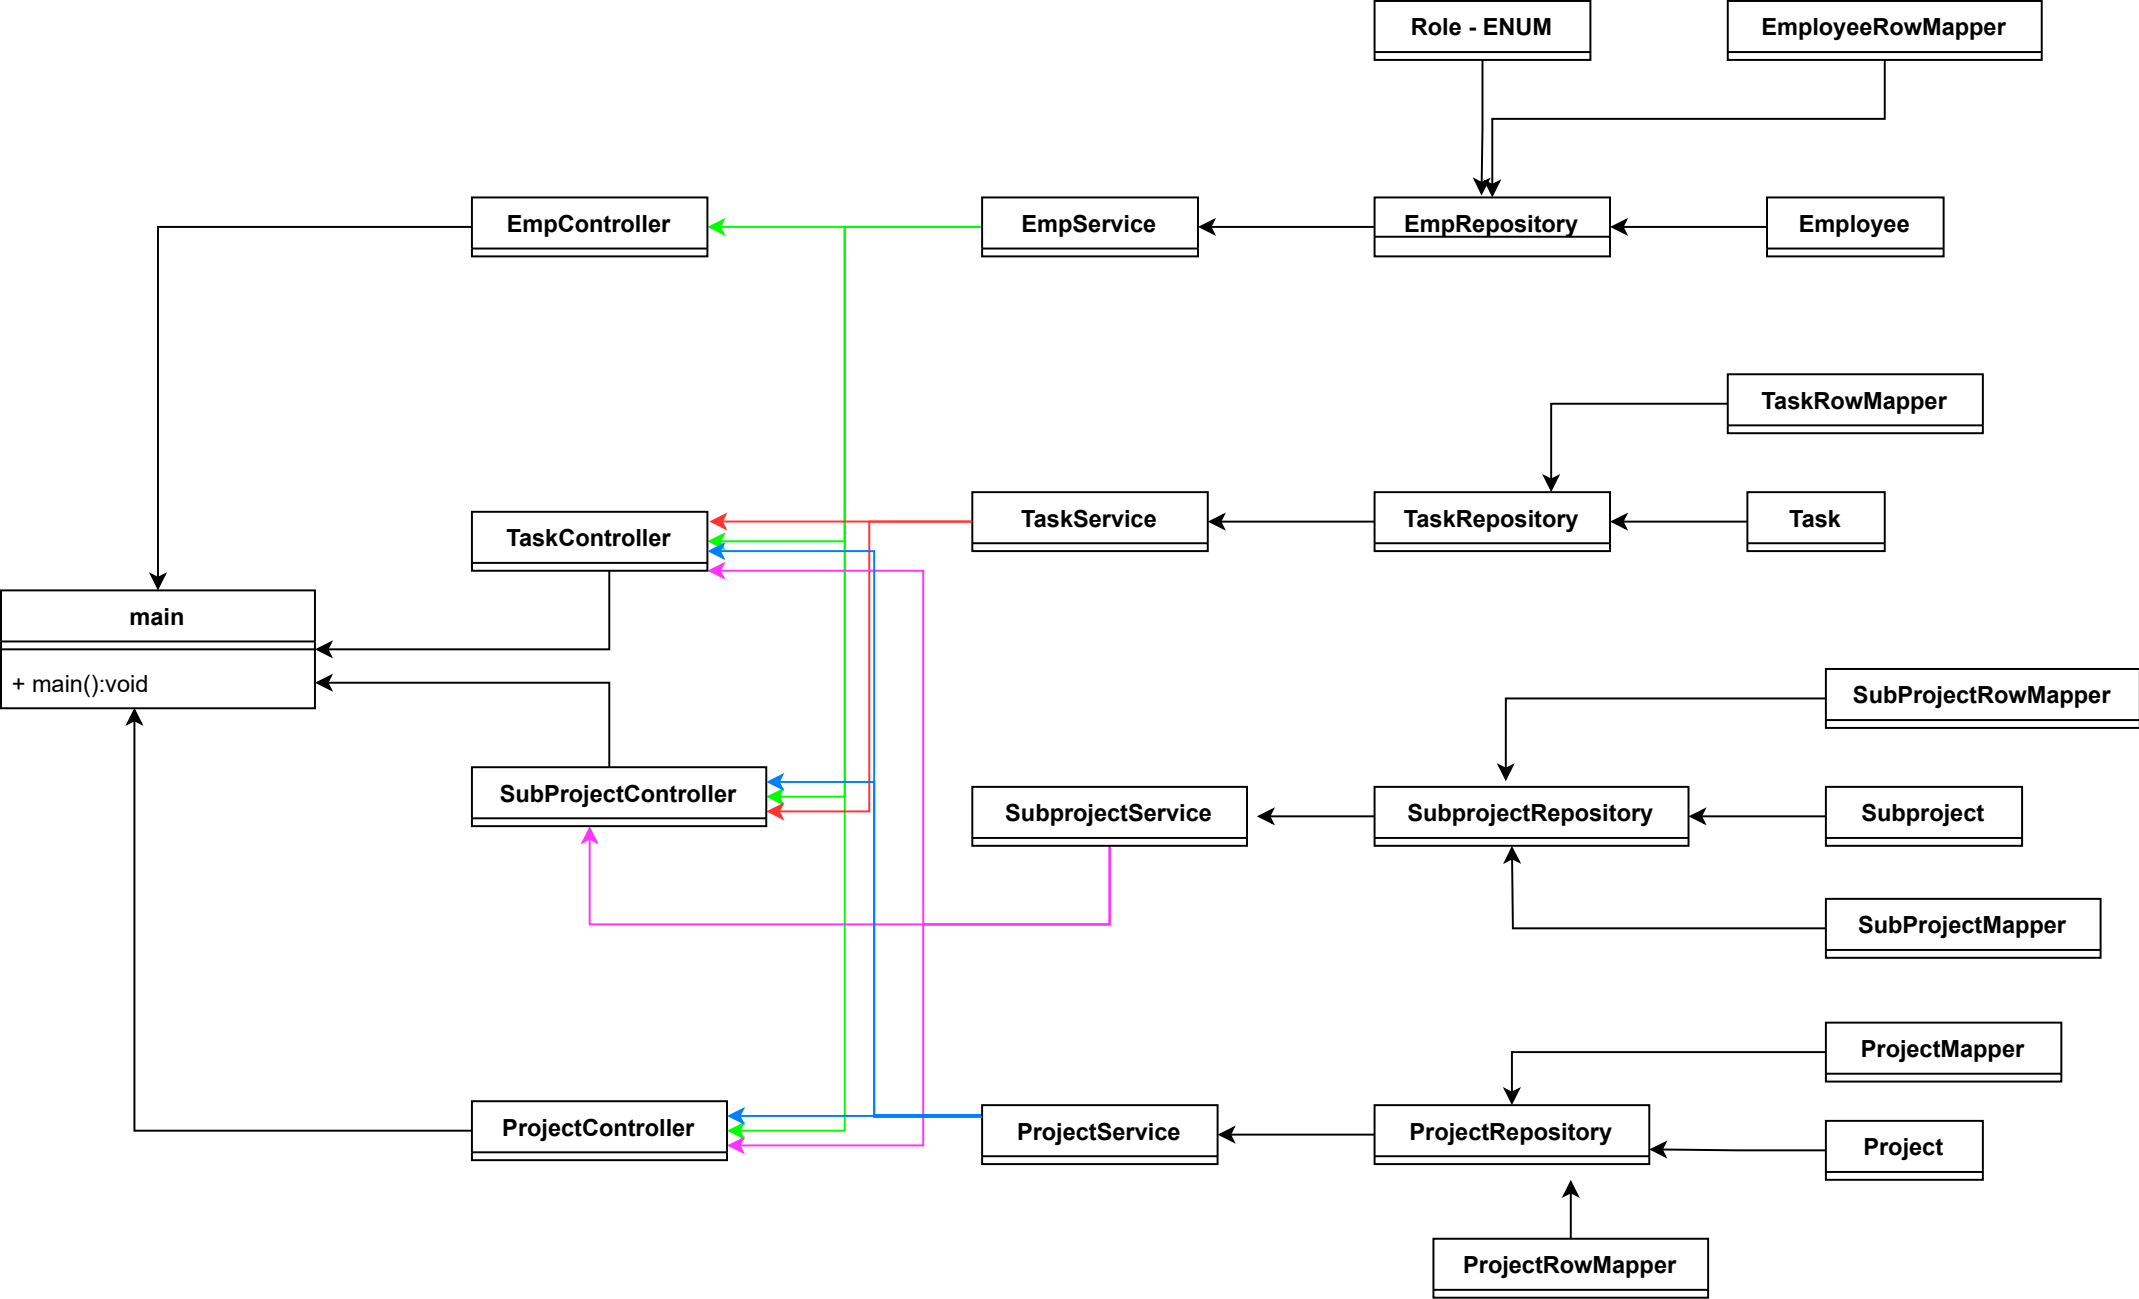 Role - ENUM
EmployeeRowMapper
EmpController
EmpService
EmpRepository
Employee
TaskRowMapper
TaskController
TaskService
TaskRepository
Task
main
+ main():void
SubProjectRowMapper
SubProjectController
SubprojectService
SubprojectRepository
Subproject
SubProjectMapper
ProjectMapper
ProjectController
ProjectService
ProjectRepository
Project
ProjectRowMapper